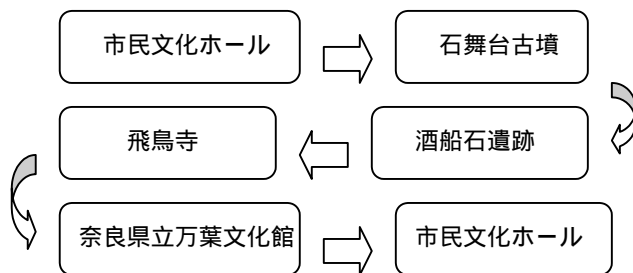 市民文化ホール
石舞台古墳
酒船石遺跡
飛鳥寺
奈良県立万葉文化館
市民文化ホール